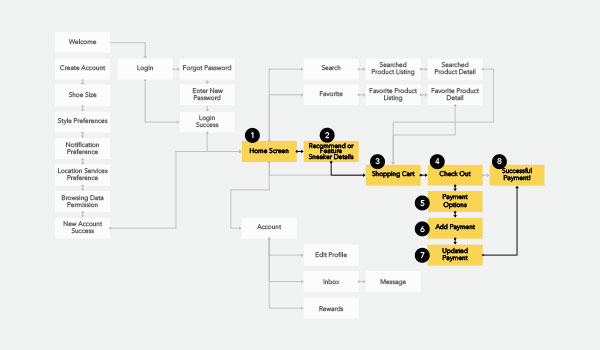 Welcome
Create Account
Shoe Size
Style Preferences
Notification
Preference
Location Services
Preference
Browsing Data
Permission
New Account
Success
Login
Forgot Password
Enter New
Password
Login
Success
1
Home Screen
2
Recommend or
Feature
Sneaker Details
Search
Searched
Product Listing
Searched
Product Detail
Favorite
Favorite Product
Listing
Favorite Product
Detail
3
Shopping Cart
4
Check Out
5
Payment
Options
6
Add Payment
7
Updated
Payment
8
Successful
Payment!
Account
Edit Profile
Inbox
Message
Rewards